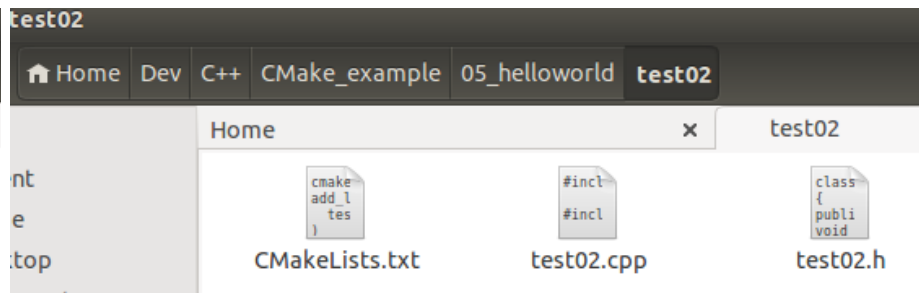 test02
Home Dev C++ CMake_example 05_helloworld test02
Home × test02
nt
e
top
cmake
add_l
tes
)
#incl
#incl
class
{
publi
void
CMakeLists.txt test02.cpp test02.h